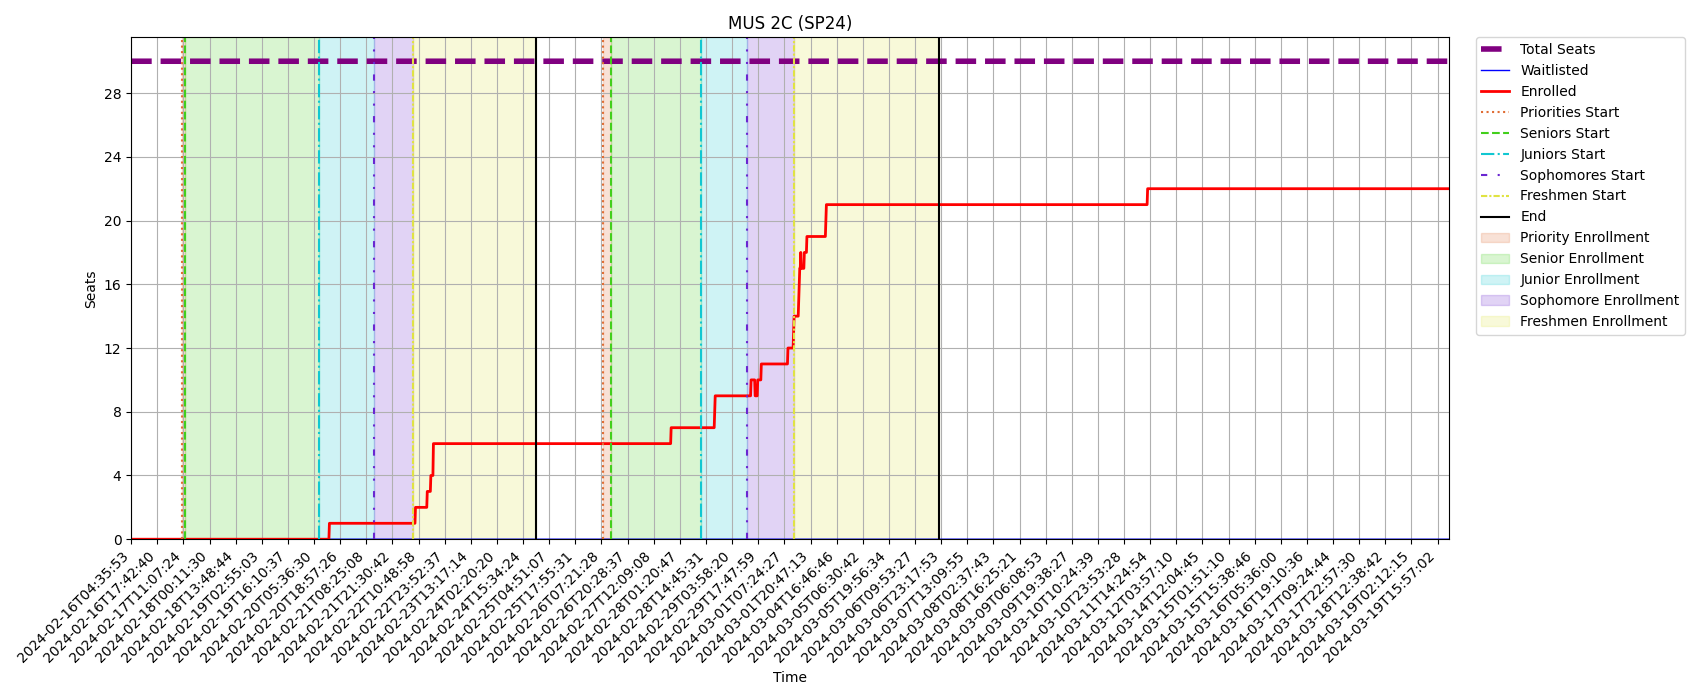 MUS 2C (SP24)
Seats
28
24
20
16
12
8
4
0
2024-02-16T04:35:53
2024-02-16T17:42:40
2024-02-17T11:07:24
2024-02-18T00:11:30
2024-02-18T13:48:44
2024-02-19T02:55:03
2024-02-19T16:10:37
2024-02-20T05:36:30
2024-02-20T18:57:26
2024-02-21T08:25:08
2024-02-21T21:30:42
2024-02-22T10:48:58
2024-02-22T23:52:37
2024-02-23T13:17:14
2024-02-24T02:20:20
2024-02-24T15:34:24
2024-02-25T04:51:07
2024-02-25T17:55:31
2024-02-26T07:21:28
2024-02-26T20:28:37
2024-02-27T12:09:08
2024-02-28T01:20:47
2024-02-28T14:45:31
2024-02-29T03:58:20
2024-02-29T17:47:59
2024-03-01T07:24:27
2024-03-01T20:47:13
2024-03-04T16:46:46
2024-03-05T06:30:42
2024-03-05T19:56:34
2024-03-06T09:53:27
2024-03-06T23:17:53
2024-03-07T13:09:55
2024-03-08T02:37:43
2024-03-08T16:25:21
2024-03-09T06:08:53
2024-03-09T19:38:27
2024-03-10T10:24:39
2024-03-10T23:53:28
2024-03-11T14:24:54
2024-03-12T03:57:10
2024-03-14T12:04:45
2024-03-15T01:51:10
2024-03-15T15:38:46
2024-03-16T05:36:00
2024-03-16T19:10:36
2024-03-17T09:24:44
2024-03-17T22:57:30
2024-03-18T12:38:42
2024-03-19T02:12:15
2024-03-19T15:57:02
Time
Total Seats
Waitlisted
Enrolled
Priorities Start
Seniors Start
Juniors Start
Sophomores Start
Freshmen Start
End
Priority Enrollment
Senior Enrollment
Junior Enrollment
Sophomore Enrollment
Freshmen Enrollment